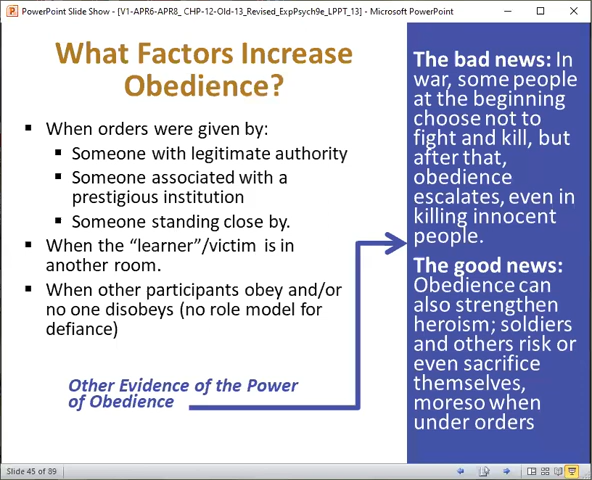 PowerPoint Slide Show - [V1-APR6-APR8_ CHP-12-Old-13_Revised_ExpPsych9e_LPPT_13] - Microsoft PowerPoint
What Factors Increase
Obedience?
▪ When orders were given by:
▪ Someone with legitimate authority
▪ Someone associated with a
prestigious institution
▪ Someone standing close by.
▪ When the “learner”/victim is in
another room.
▪ When other participants obey and/or
no one disobeys (no role model for
defiance)
Other Evidence of the Power
of Obedience
The bad news: In
war, some people
at the beginning
choose not to
fight and kill, but
after that,
obedience
escalates, even in
killing innocent
people.
The good news:
Obedience can
also strengthen
heroism; soldiers
and others risk or
even sacrifice
themselves,
moreso when
under orders
Slide 45 of 89